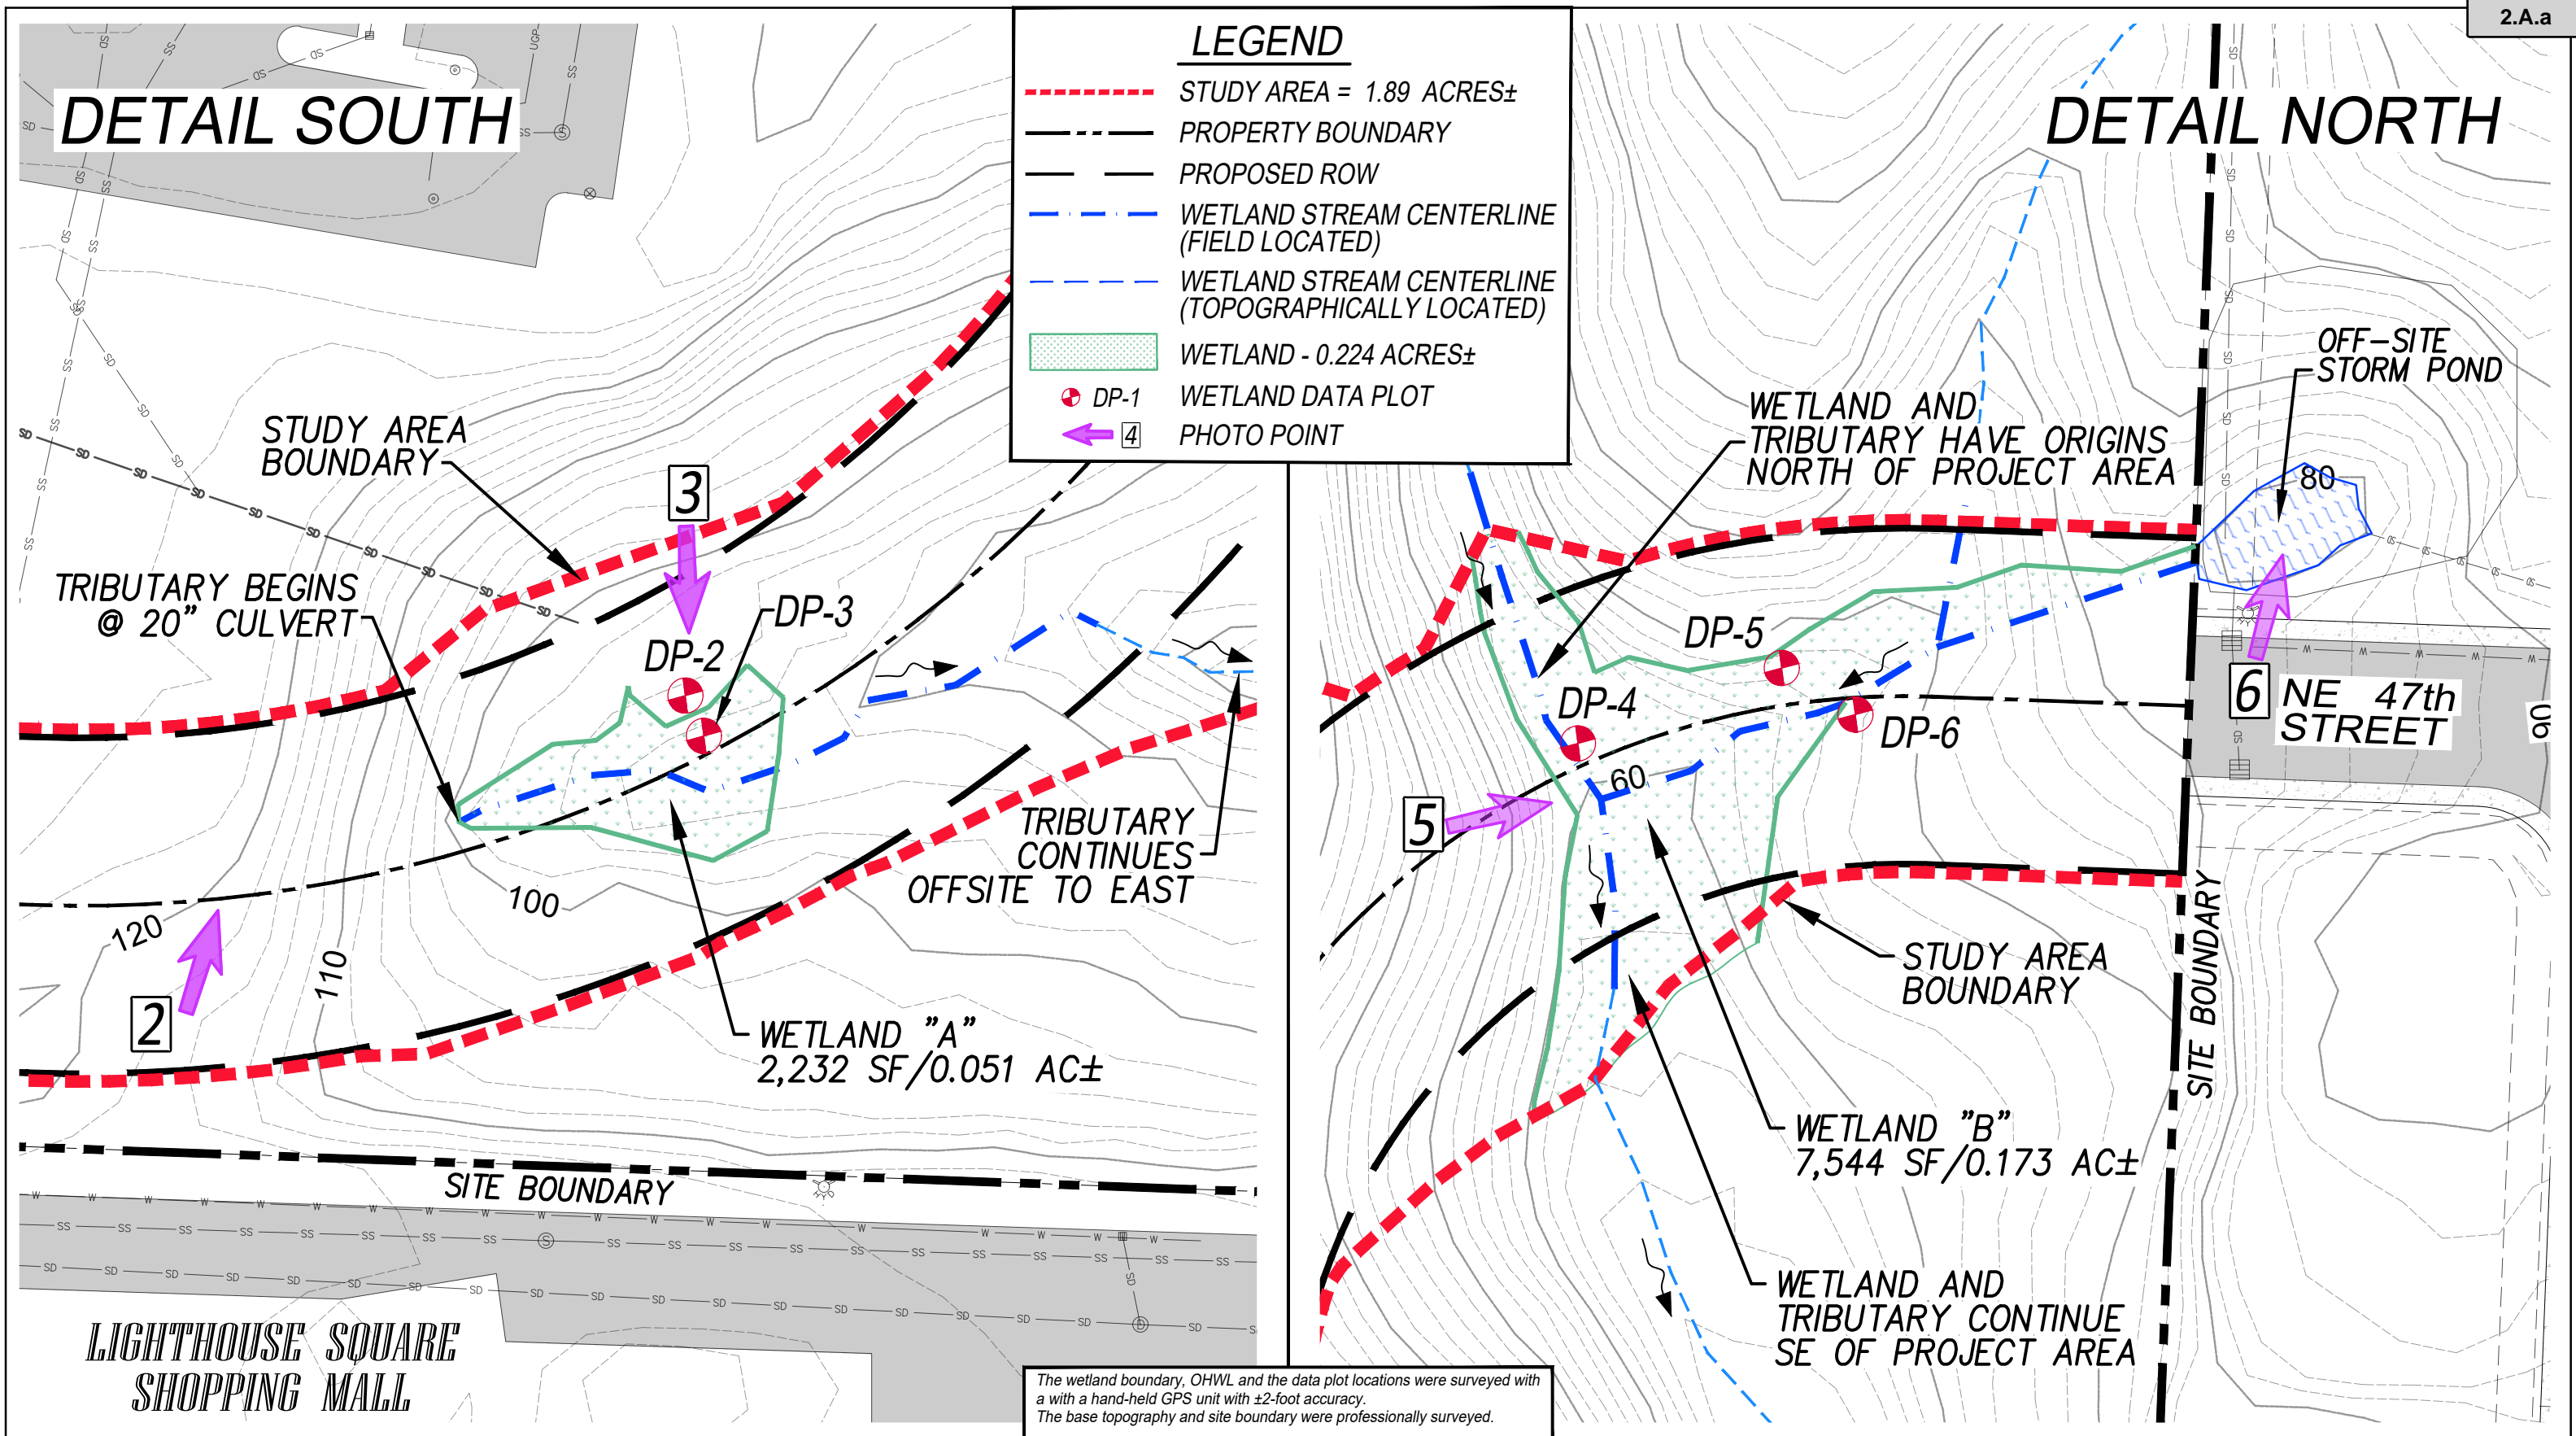 2.A.a
DETAIL SOUTH
LEGEND
STUDY AREA = 1.89 ACRES±
PROPERTY BOUNDARY
PROPOSED ROW
WETLAND STREAM CENTERLINE
(FIELD LOCATED)
WETLAND STREAM CENTERLINE
(TOPOGRAPHICALLY LOCATED)
WETLAND - 0.224 ACRES±
DP-1 WETLAND DATA PLOT
4 PHOTO POINT
DETAIL NORTH
STUDY AREA
BOUNDARY
3
TRIBUTARY BEGINS
@ 20" CULVERT
DP-2
DP-3
TRIBUTARY
CONTINUES
OFFSITE TO EAST
100
120
110
2
WETLAND "A"
2,232 SF/0.051 AC±
SITE BOUNDARY
LIGHTHOUSE SQUARE
SHOPPING MALL
OFF-SITE
STORM POND
80
WETLAND AND
TRIBUTARY HAVE ORIGINS
NORTH OF PROJECT AREA
DP-5
DP-4
DP-6
60
5
6
NE 47th
STREET
90
STUDY AREA
BOUNDARY
SITE BOUNDARY
WETLAND "B"
7,544 SF/0.173 AC±
WETLAND AND
TRIBUTARY CONTINUE
SE OF PROJECT AREA
The wetland boundary, OHWL and the data plot locations were surveyed with
a with a hand-held GPS unit with ±2-foot accuracy.
The base topography and site boundary were professionally surveyed.